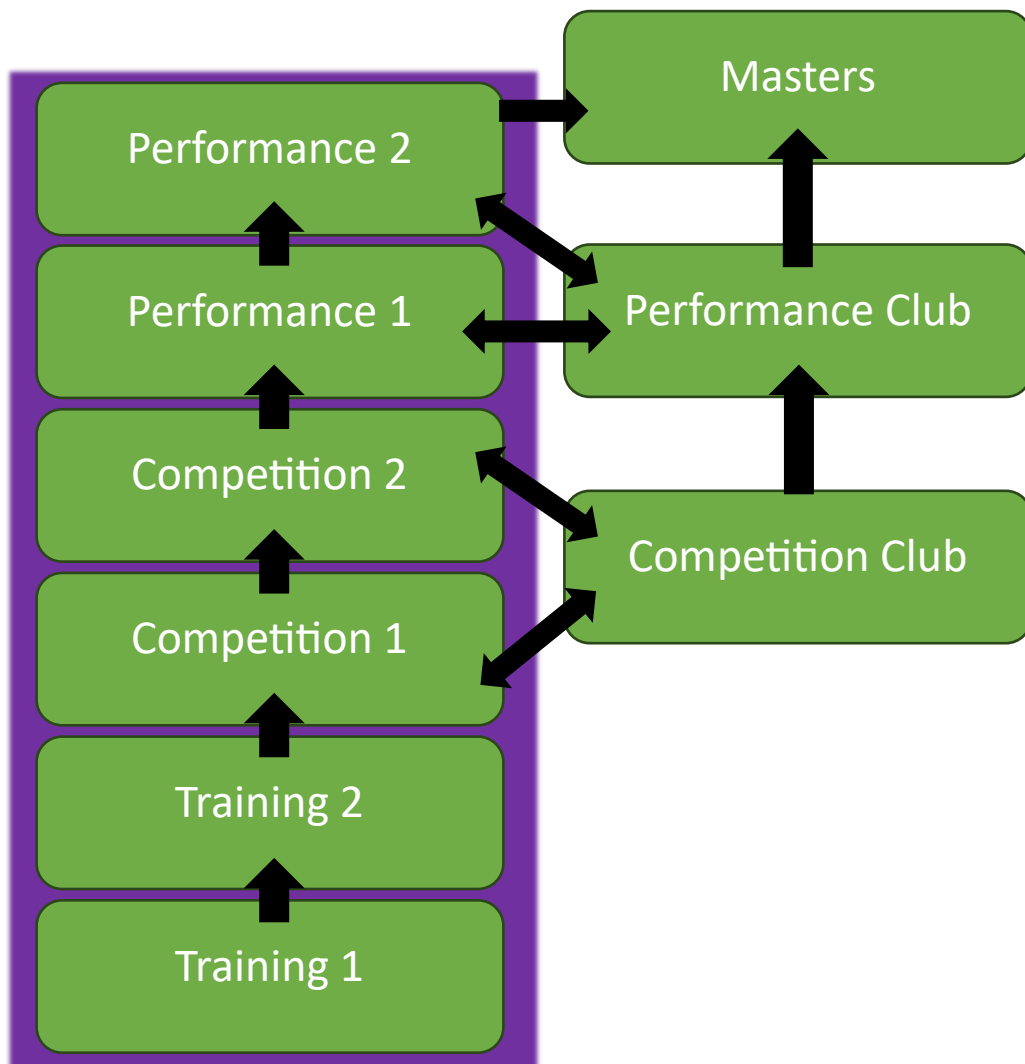 Masters
Performance 2
Performance 1
Performance Club
Competition 2
Competition Club
Competition 1
Training 2
Training 1